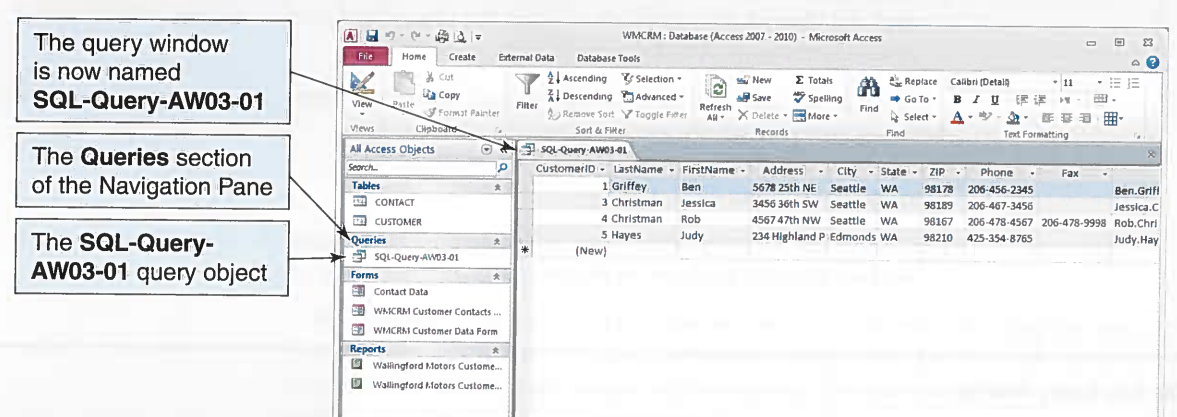 The query window
is now named
SQL-Query-AW03-01
The Queries section
of the Navigation Pane
The SQL-Query-
AW03-01 query object
WMCRM : Database (Access 2007 - 2010) - Microsoft Access
File Home Create External Data Database Tools
View Paste Cut Copy Format Painter
Views Clipboard
Filter Ascending Descending Remove Sort Selection Advanced Toggle Filter
Sort & Filter
Refresh All New Save Delete Totals Spelling More
Records
Find Replace Go To Select
Find
Calibri (Detail) 11
B I U
Text Formatting
All Access Objects
Search...
Tables
CONTACT
CUSTOMER
Queries
SQL-Query-AW03-01
Forms
Contact Data
WMCRM Customer Contacts ...
WMCRM Customer Data Form
Reports
Wallingford Motors Custome...
Wallingford Motors Custome...
SQL-Query-AW03-01
CustomerID LastName FirstName Address City State ZIP Phone Fax
1 Griffey Ben 5678 25th NE Seattle WA 98178 206-456-2345 Ben.Griff
3 Christman Jessica 3456 36th SW Seattle WA 98189 206-467-3456 Jessica.C
4 Christman Rob 4567 47th NW Seattle WA 98167 206-478-4567 206-478-9998 Rob.Chri
5 Hayes Judy 234 Highland P Edmonds WA 98210 425-354-8765 Judy.Hay
* (New)